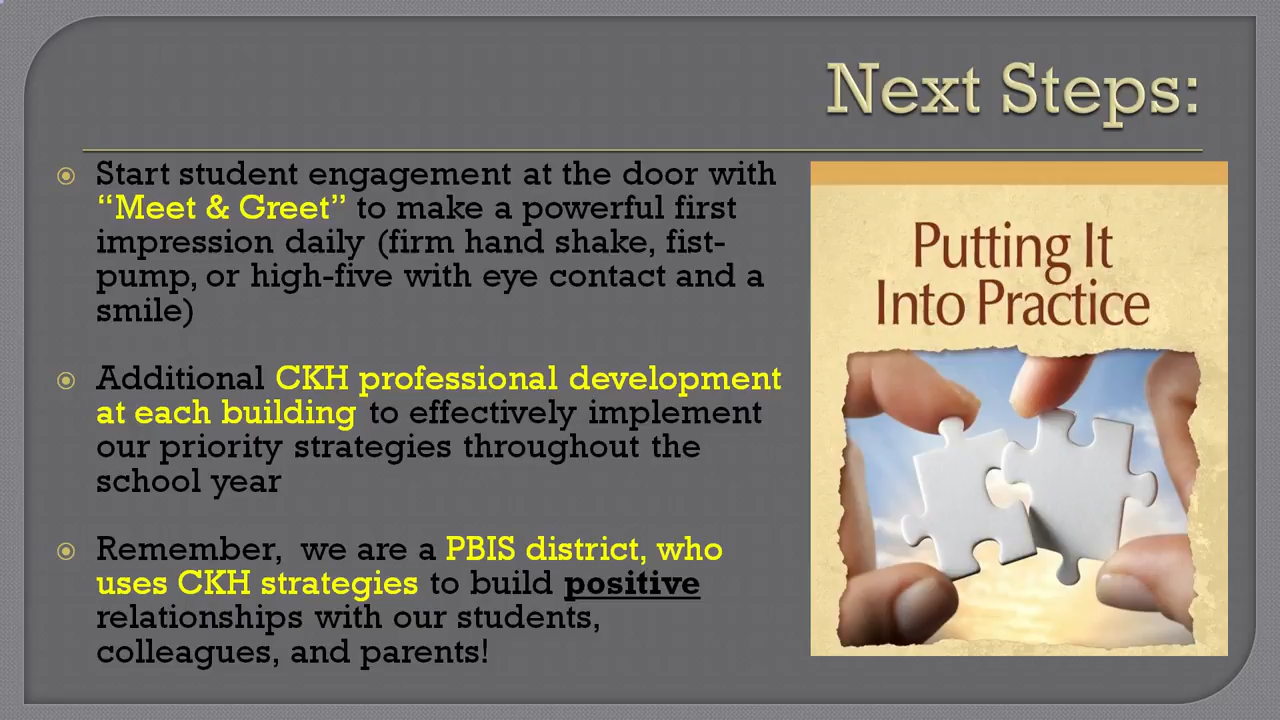 Next Steps:
Start student engagement at the door with
“Meet & Greet” to make a powerful first
impression daily (firm hand shake, fist-
pump, or high-five with eye contact and a
smile)
Additional CKH professional development
at each building to effectively implement
our priority strategies throughout the
school year
Remember,  we are a PBIS district, who
uses CKH strategies to build positive
relationships with our students,
colleagues, and parents!
Putting It
Into Practice